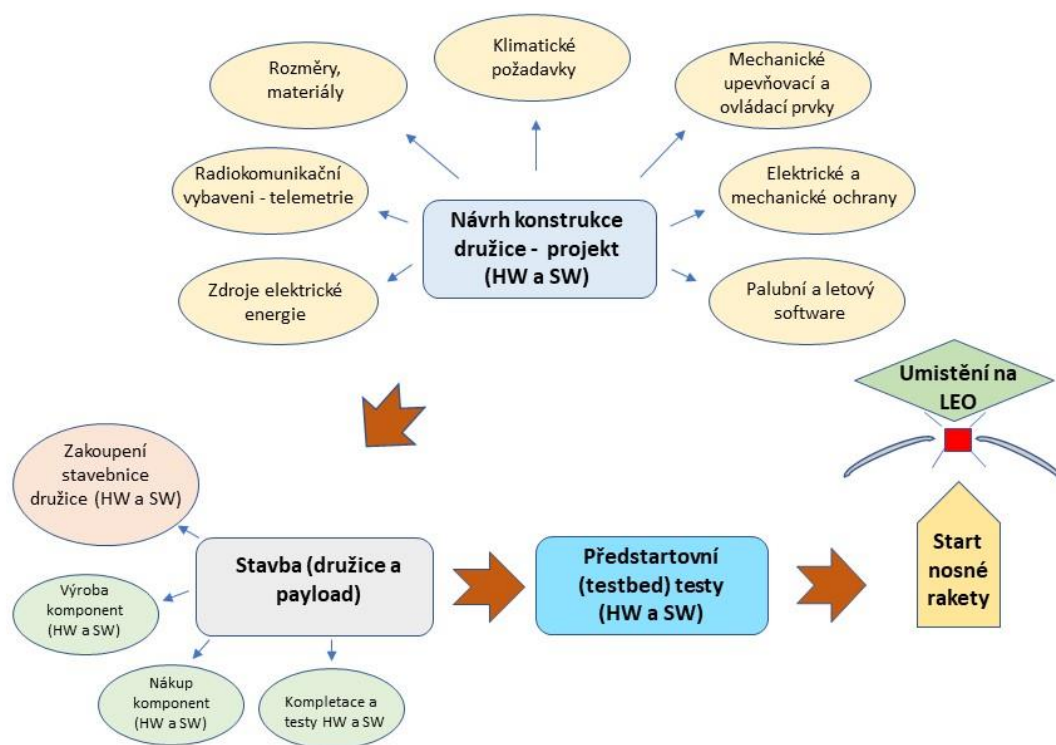 Klimatické
požadavky
Rozměry,
materiály
Mechanické
upevňovací a
ovládací prvky
Radiokomunikační
vybaveni - telemetrie
Elektrické a
mechanické ochrany
Návrh konstrukce
družice -  projekt
(HW a SW)
Zdroje elektrické
energie
Palubní a letový
software
Umistění na
LEO
Zakoupení
stavebnice
družice (HW a SW)
Stavba (družice a
payload)
Předstartovní
(testbed) testy
(HW a SW)
Start
nosné
rakety
Výroba
komponent
(HW a SW)
Nákup
komponent
(HW a SW)
Kompletace a
testy HW a SW